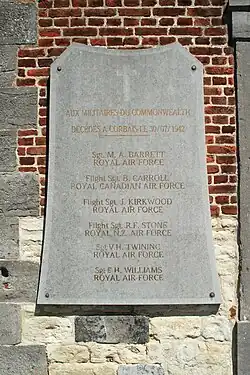 AUX MILITAIRES DU COMMONWEALTH
DECEDES A CORBAIS LE 30/07/1942
Sgt. M. A. BARRETT
ROYAL AIR FORCE
Flight Sgt. B. CARROLL
ROYAL CANADIAN AIR FORCE
Flight Sgt. J. KIRKWOOD
ROYAL AIR FORCE
Flight Sgt. R.F. STONE
ROYAL N.Z. AIR FORCE
Sgt V.H. TWINING
ROYAL AIR FORCE
Sgt E.H. WILLIAMS
ROYAL AIR FORCE